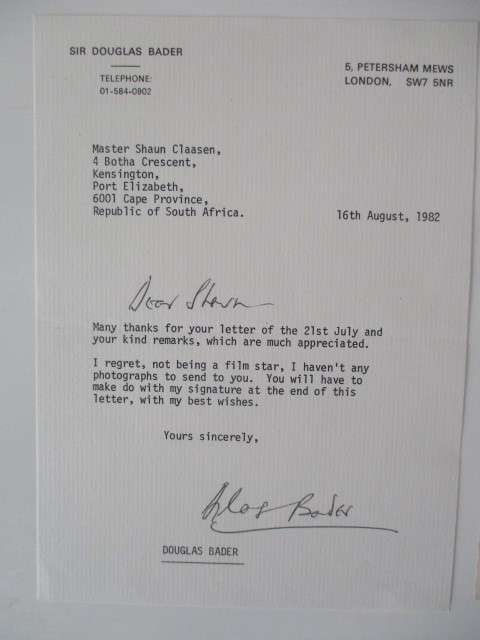 SIR DOUGLAS BADER
TELEPHONE:
01-584-0902
5, PETERSHAM MEWS
LONDON, SW7 5NR
Master Shaun Claasen,
4 Botha Crescent,
Kensington,
Port Elizabeth,
6001 Cape Province,
Republic of South Africa.
16th August, 1982
Dear Shaun
Many thanks for your letter of the 21st July and
your kind remarks, which are much appreciated.
I regret, not being a film star, I haven't any
photographs to send to you. You will have to
make do with my signature at the end of this
letter, with my best wishes.
Yours sincerely,
Douglas Bader
DOUGLAS BADER